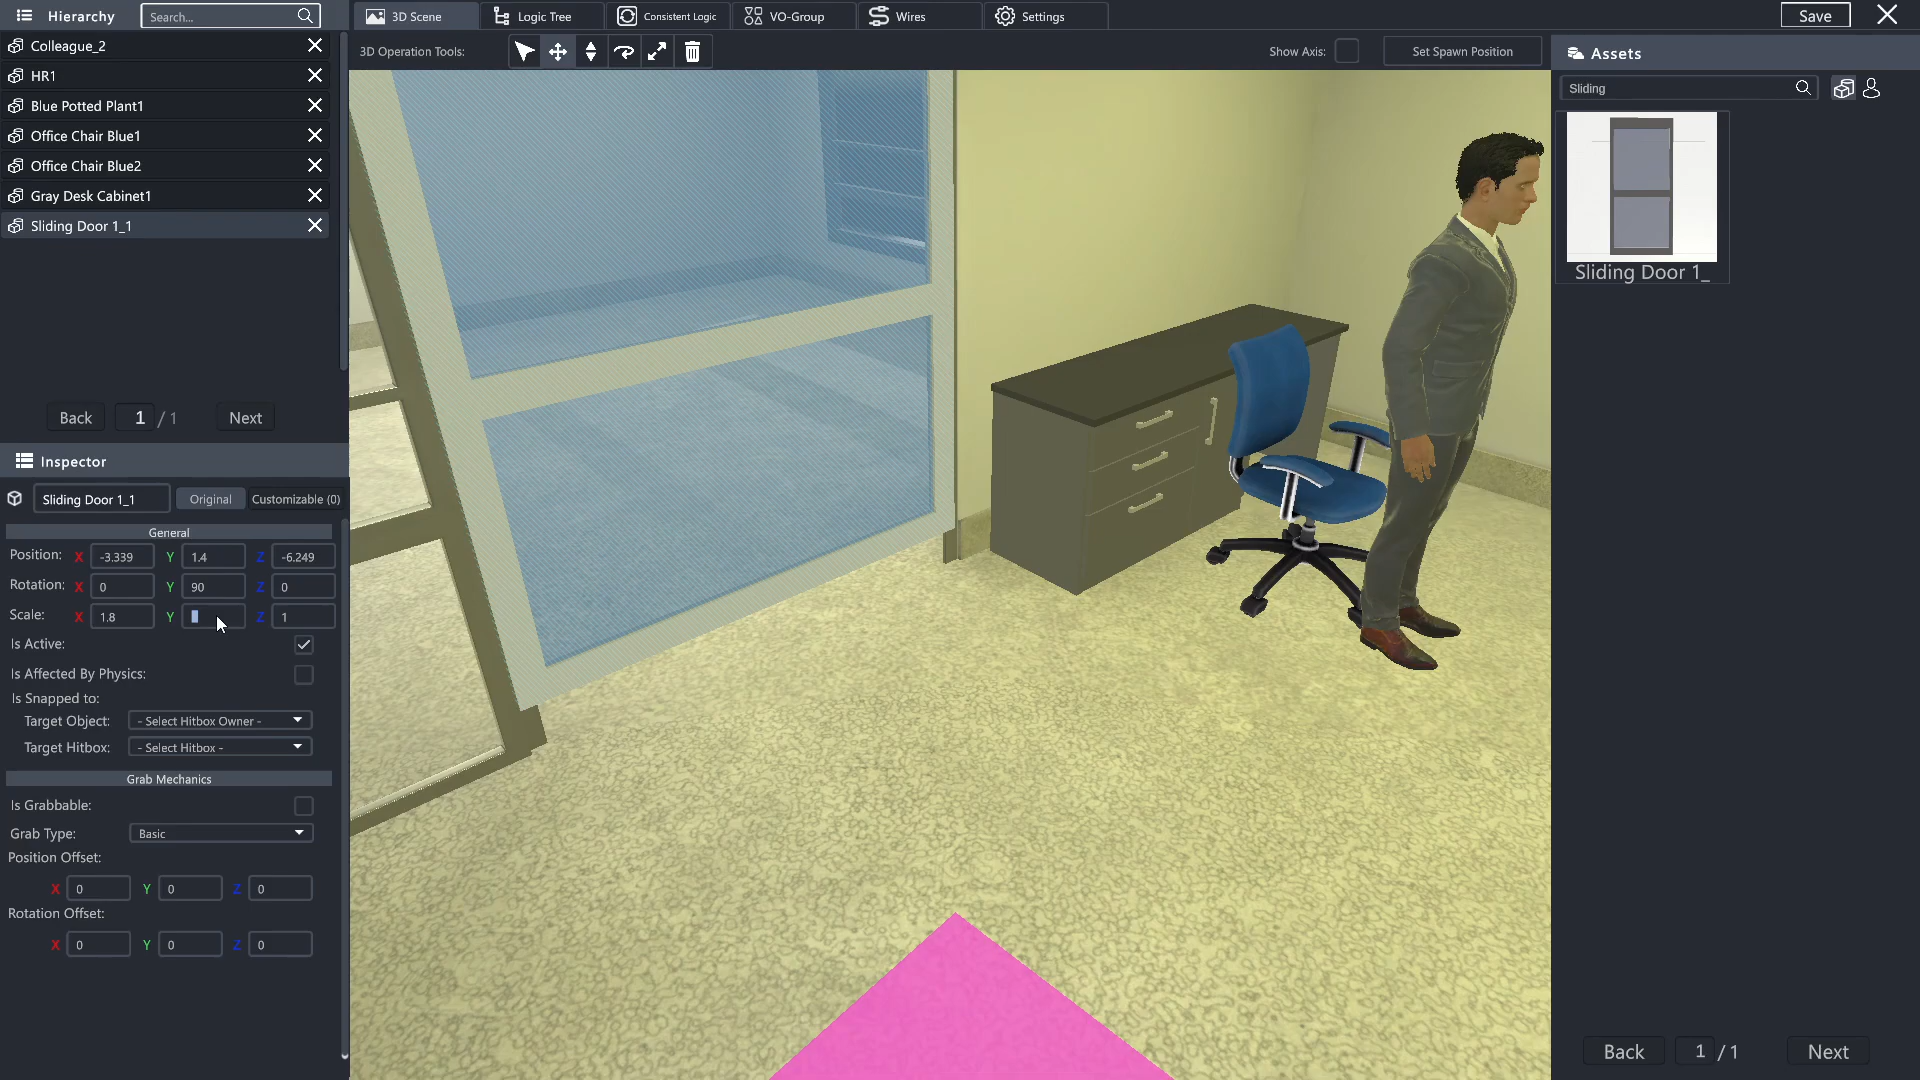 Hierarchy
Search...
3D Scene
Logic Tree
Consistent Logic
VO-Group
Wires
Settings
Save
Colleague_2
HR1
Blue Potted Plant1
Office Chair Blue1
Office Chair Blue2
Gray Desk Cabinet1
Sliding Door 1_1
Back 1 / 1 Next
3D Operation Tools:
Show Axis:
Set Spawn Position
Assets
Sliding
Sliding Door 1_
Inspector
Sliding Door 1_1 Original Customizable (0)
General
Position: X -3.339 Y 1.4 Z -6.249
Rotation: X 0 Y 90 Z 0
Scale: X 1.8 Y Z 1
Is Active:
Is Affected By Physics:
Is Snapped to:
Target Object: - Select Hitbox Owner -
Target Hitbox: - Select Hitbox -
Grab Mechanics
Is Grabbable:
Grab Type: Basic
Position Offset:
X 0 Y 0 Z 0
Rotation Offset:
X 0 Y 0 Z 0
Back 1 / 1 Next